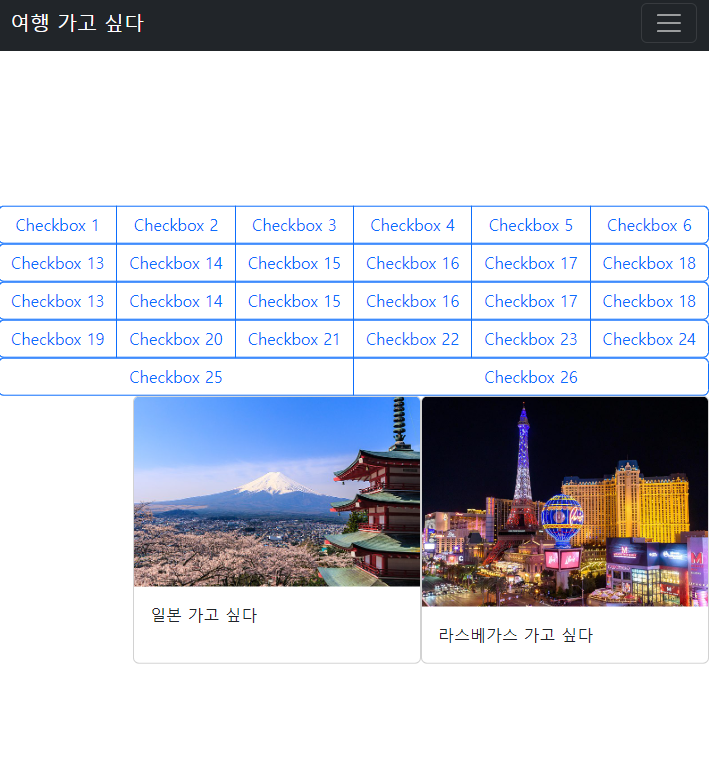 여행 가고 싶다
Checkbox 1 Checkbox 2 Checkbox 3 Checkbox 4 Checkbox 5 Checkbox 6
Checkbox 13 Checkbox 14 Checkbox 15 Checkbox 16 Checkbox 17 Checkbox 18
Checkbox 13 Checkbox 14 Checkbox 15 Checkbox 16 Checkbox 17 Checkbox 18
Checkbox 19 Checkbox 20 Checkbox 21 Checkbox 22 Checkbox 23 Checkbox 24
Checkbox 25 Checkbox 26
일본 가고 싶다
라스베가스 가고 싶다